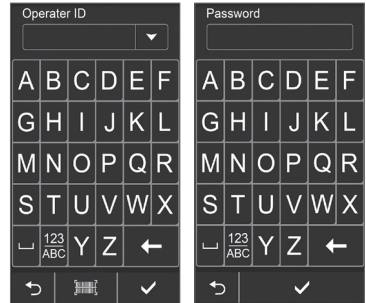 Operater ID
A B C D E F
G H I J K L
M N O P Q R
S T U V W X
123
ABC
Y Z
Password
A B C D E F
G H I J K L
M N O P Q R
S T U V W X
123
ABC
Y Z